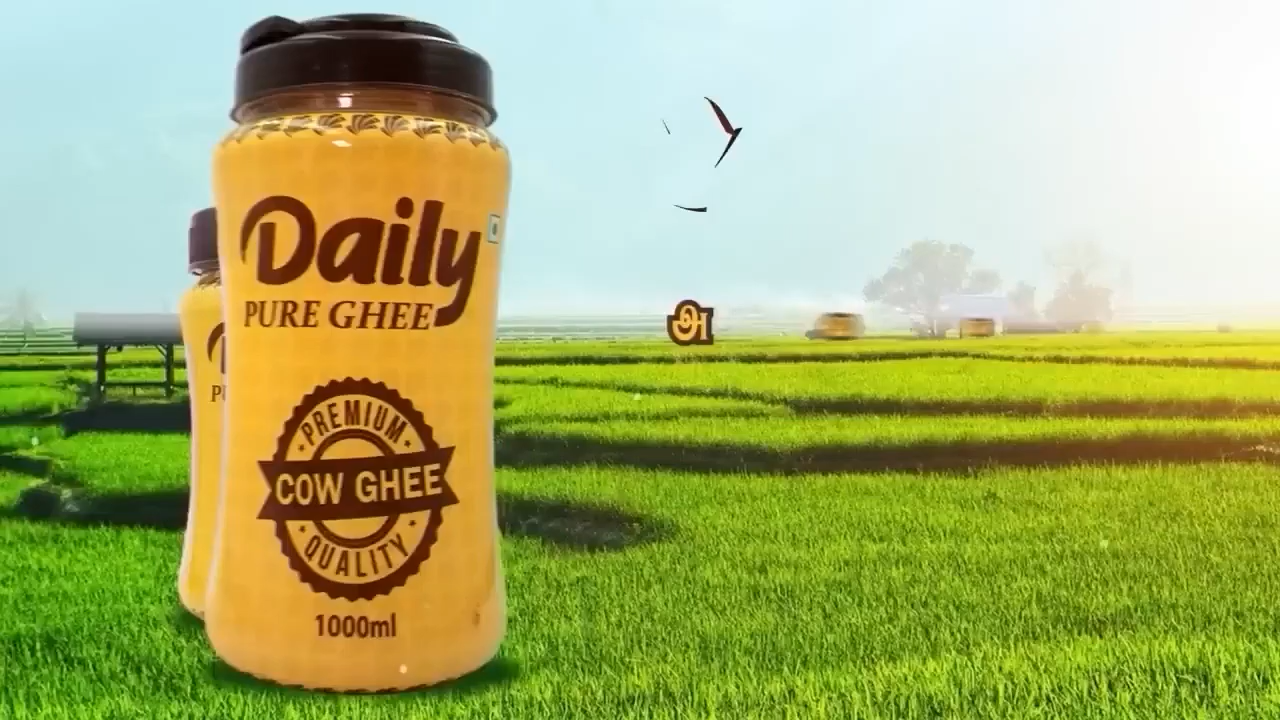 Daily
PURE GHEE
PREMIUM
COW GHEE
QUALITY
1000ml